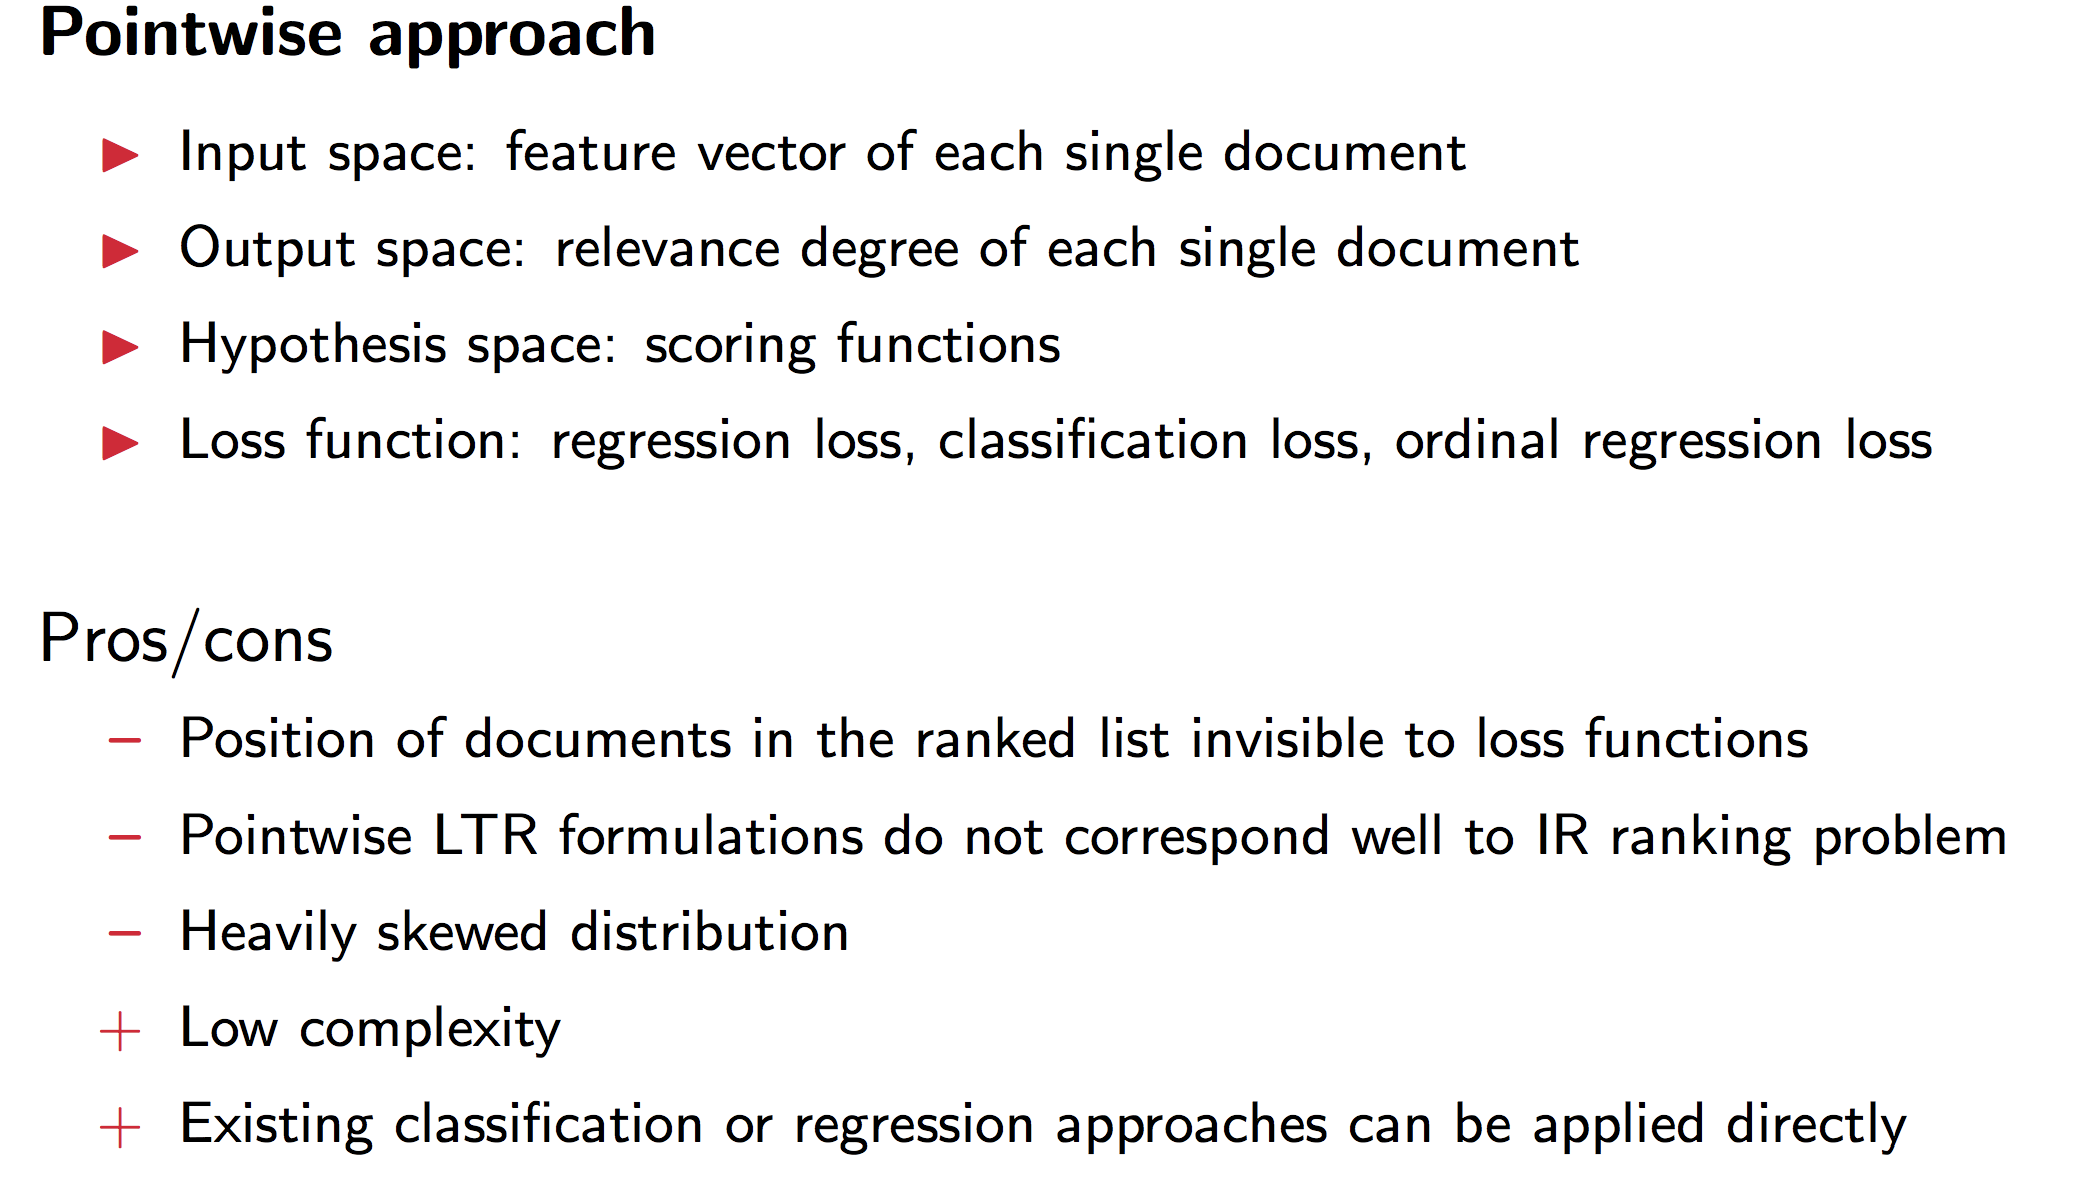 Pointwise approach
▶ Input space: feature vector of each single document
▶ Output space: relevance degree of each single document
▶ Hypothesis space: scoring functions
▶ Loss function: regression loss, classification loss, ordinal regression loss
Pros/cons
− Position of documents in the ranked list invisible to loss functions
− Pointwise LTR formulations do not correspond well to IR ranking problem
− Heavily skewed distribution
+ Low complexity
+ Existing classification or regression approaches can be applied directly